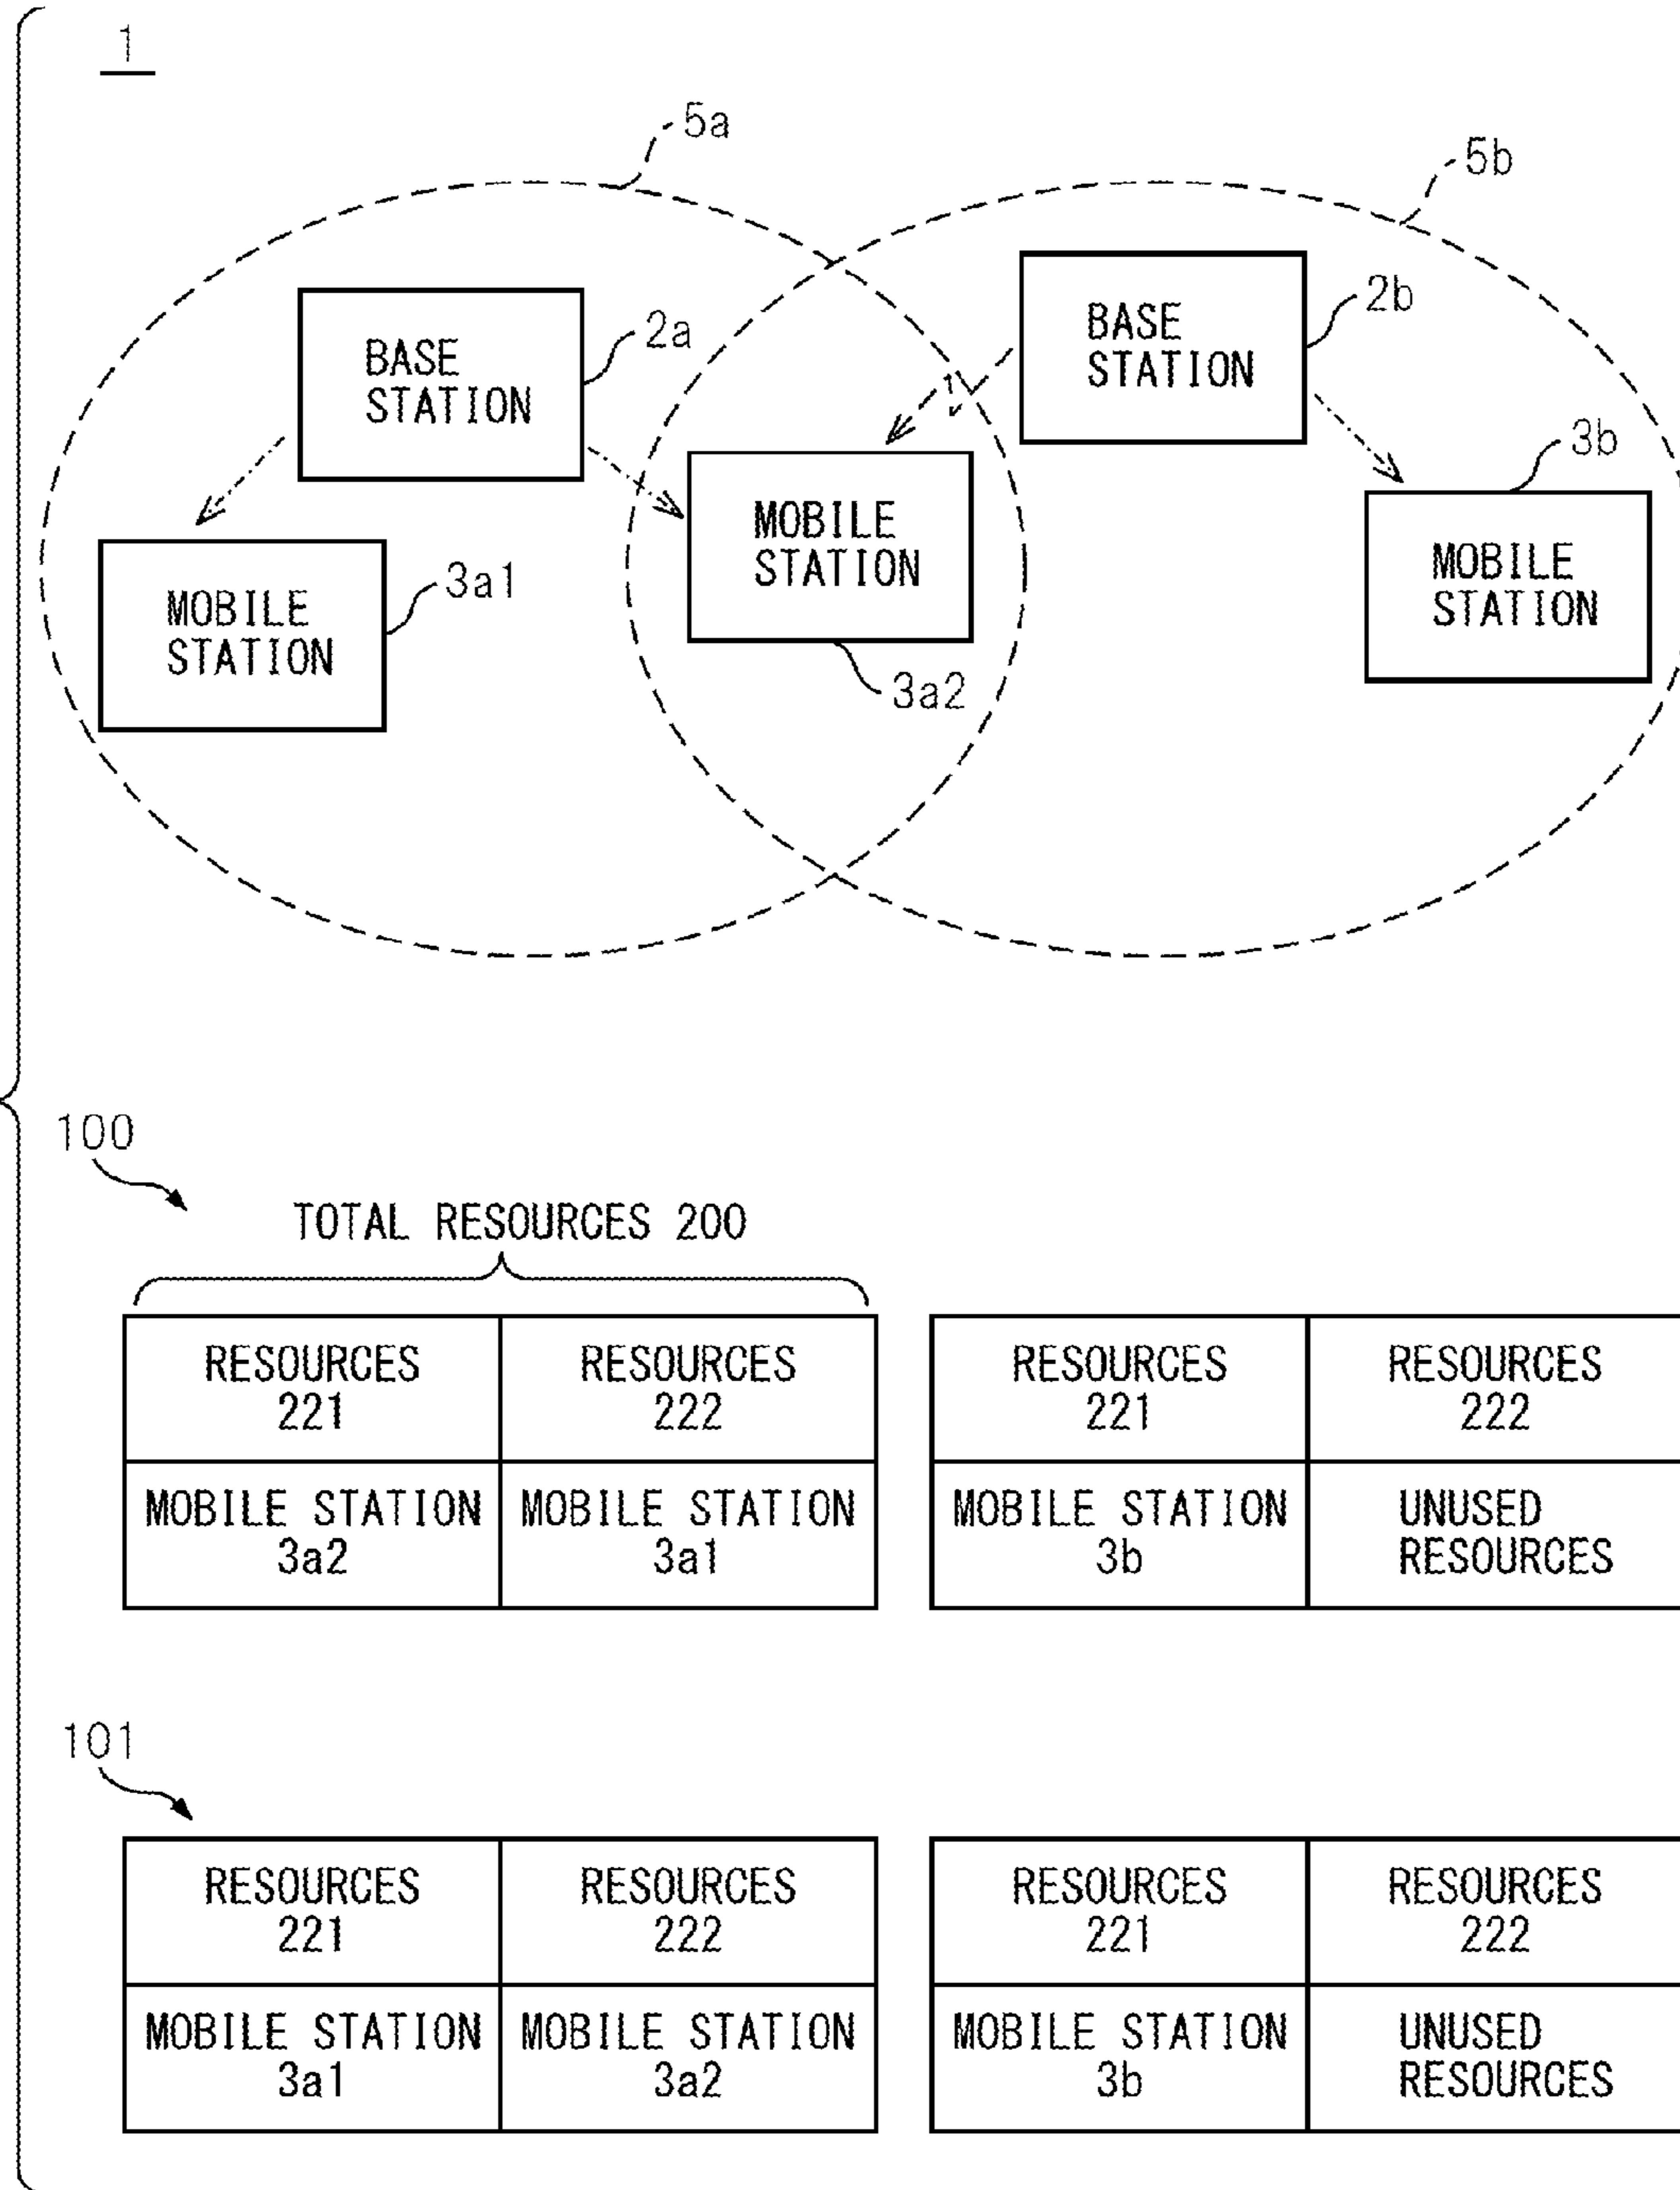 1
5a
5b
BASE
STATION
2a
BASE
STATION
2b
MOBILE
STATION
3a1
MOBILE
STATION
3a2
MOBILE
STATION
3b
100
TOTAL RESOURCES 200
RESOURCES
221
RESOURCES
222
RESOURCES
221
RESOURCES
222
MOBILE STATION
3a2
MOBILE STATION
3a1
MOBILE STATION
3b
UNUSED
RESOURCES
101
RESOURCES
221
RESOURCES
222
RESOURCES
221
RESOURCES
222
MOBILE STATION
3a1
MOBILE STATION
3a2
MOBILE STATION
3b
UNUSED
RESOURCES